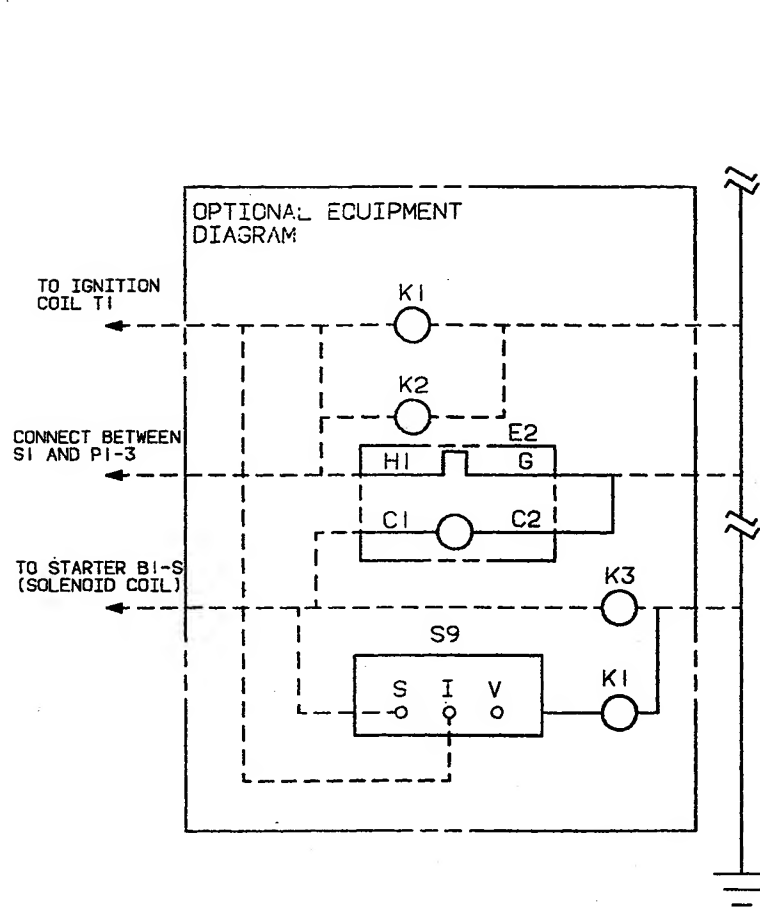 OPTIONAL EQUIPMENT
DIAGRAM
TO IGNITION
COIL T1
K1
K2
CONNECT BETWEEN
S1 AND P1-3
E2
H1 G
C1 C2
TO STARTER B1-S
(SOLENOID COIL)
K3
S9
K1
S I V